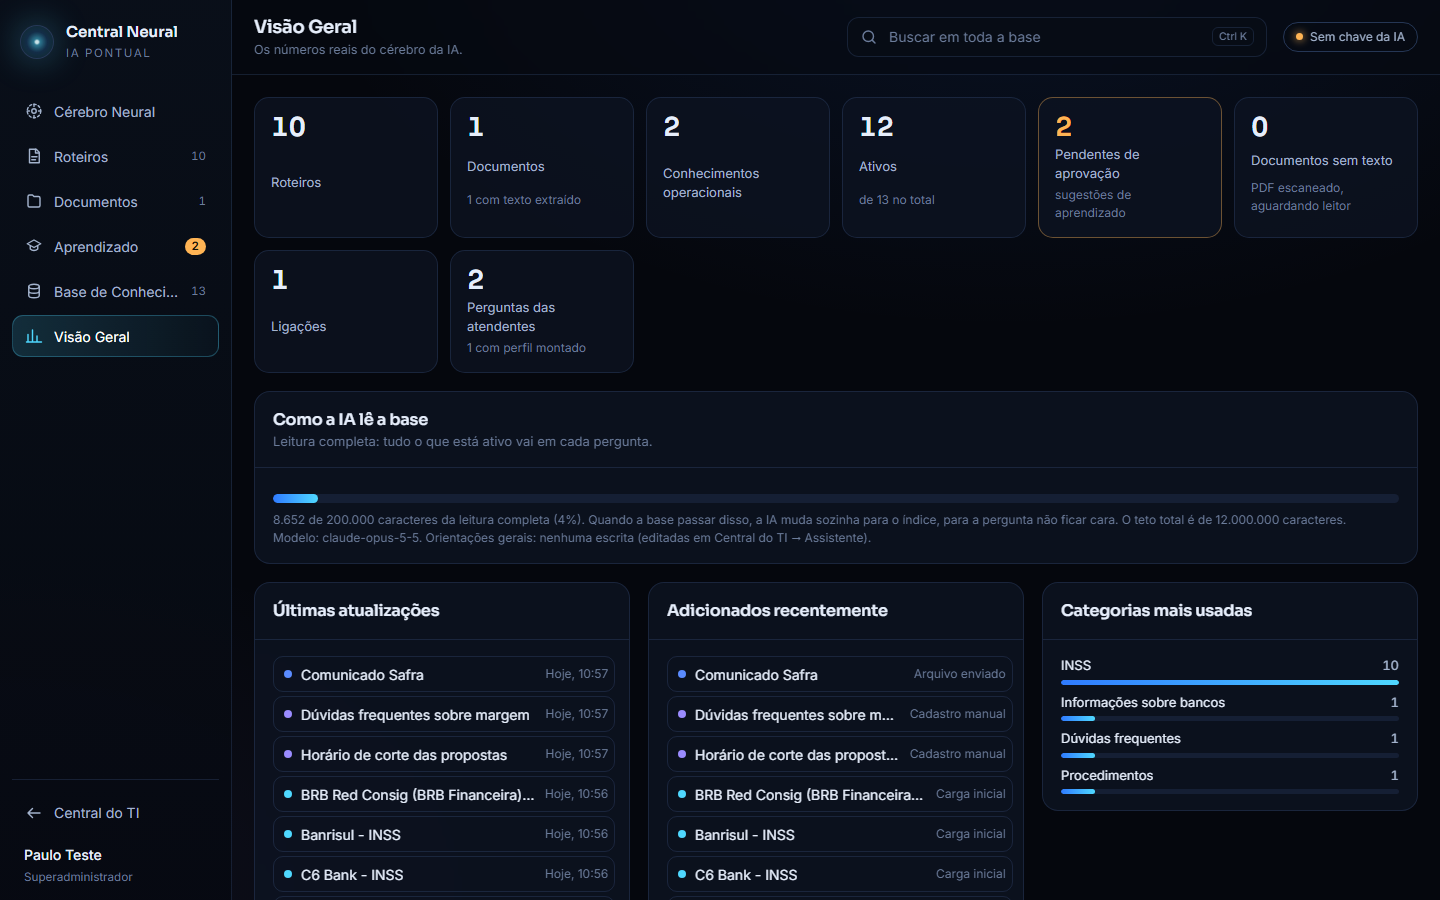 Central Neural
IA PONTUAL
Cérebro Neural
Roteiros 10
Documentos 1
Aprendizado 2
Base de Conheci... 13
Visão Geral
Central do TI
Paulo Teste
Superadministrador
Visão Geral
Os números reais do cérebro da IA.
Buscar em toda a base Ctrl K
Sem chave da IA
10
Roteiros
1
Documentos
1 com texto extraído
2
Conhecimentos
operacionais
12
Ativos
de 13 no total
2
Pendentes de
aprovação
sugestões de
aprendizado
0
Documentos sem texto
PDF escaneado,
aguardando leitor
1
Ligações
2
Perguntas das
atendentes
1 com perfil montado
Como a IA lê a base
Leitura completa: tudo o que está ativo vai em cada pergunta.
8.652 de 200.000 caracteres da leitura completa (4%). Quando a base passar disso, a IA muda sozinha para o índice, para a pergunta não ficar cara. O teto total é de 12.000.000 caracteres.
Modelo: claude-opus-5-5. Orientações gerais: nenhuma escrita (editadas em Central do TI → Assistente).
Últimas atualizações
Comunicado Safra Hoje, 10:57
Dúvidas frequentes sobre margem Hoje, 10:57
Horário de corte das propostas Hoje, 10:57
BRB Red Consig (BRB Financeira)... Hoje, 10:56
Banrisul - INSS Hoje, 10:56
C6 Bank - INSS Hoje, 10:56
Adicionados recentemente
Comunicado Safra Arquivo enviado
Dúvidas frequentes sobre m... Cadastro manual
Horário de corte das propost... Cadastro manual
BRB Red Consig (BRB Financeira... Carga inicial
Banrisul - INSS Carga inicial
C6 Bank - INSS Carga inicial
Categorias mais usadas
INSS 10
Informações sobre bancos 1
Dúvidas frequentes 1
Procedimentos 1